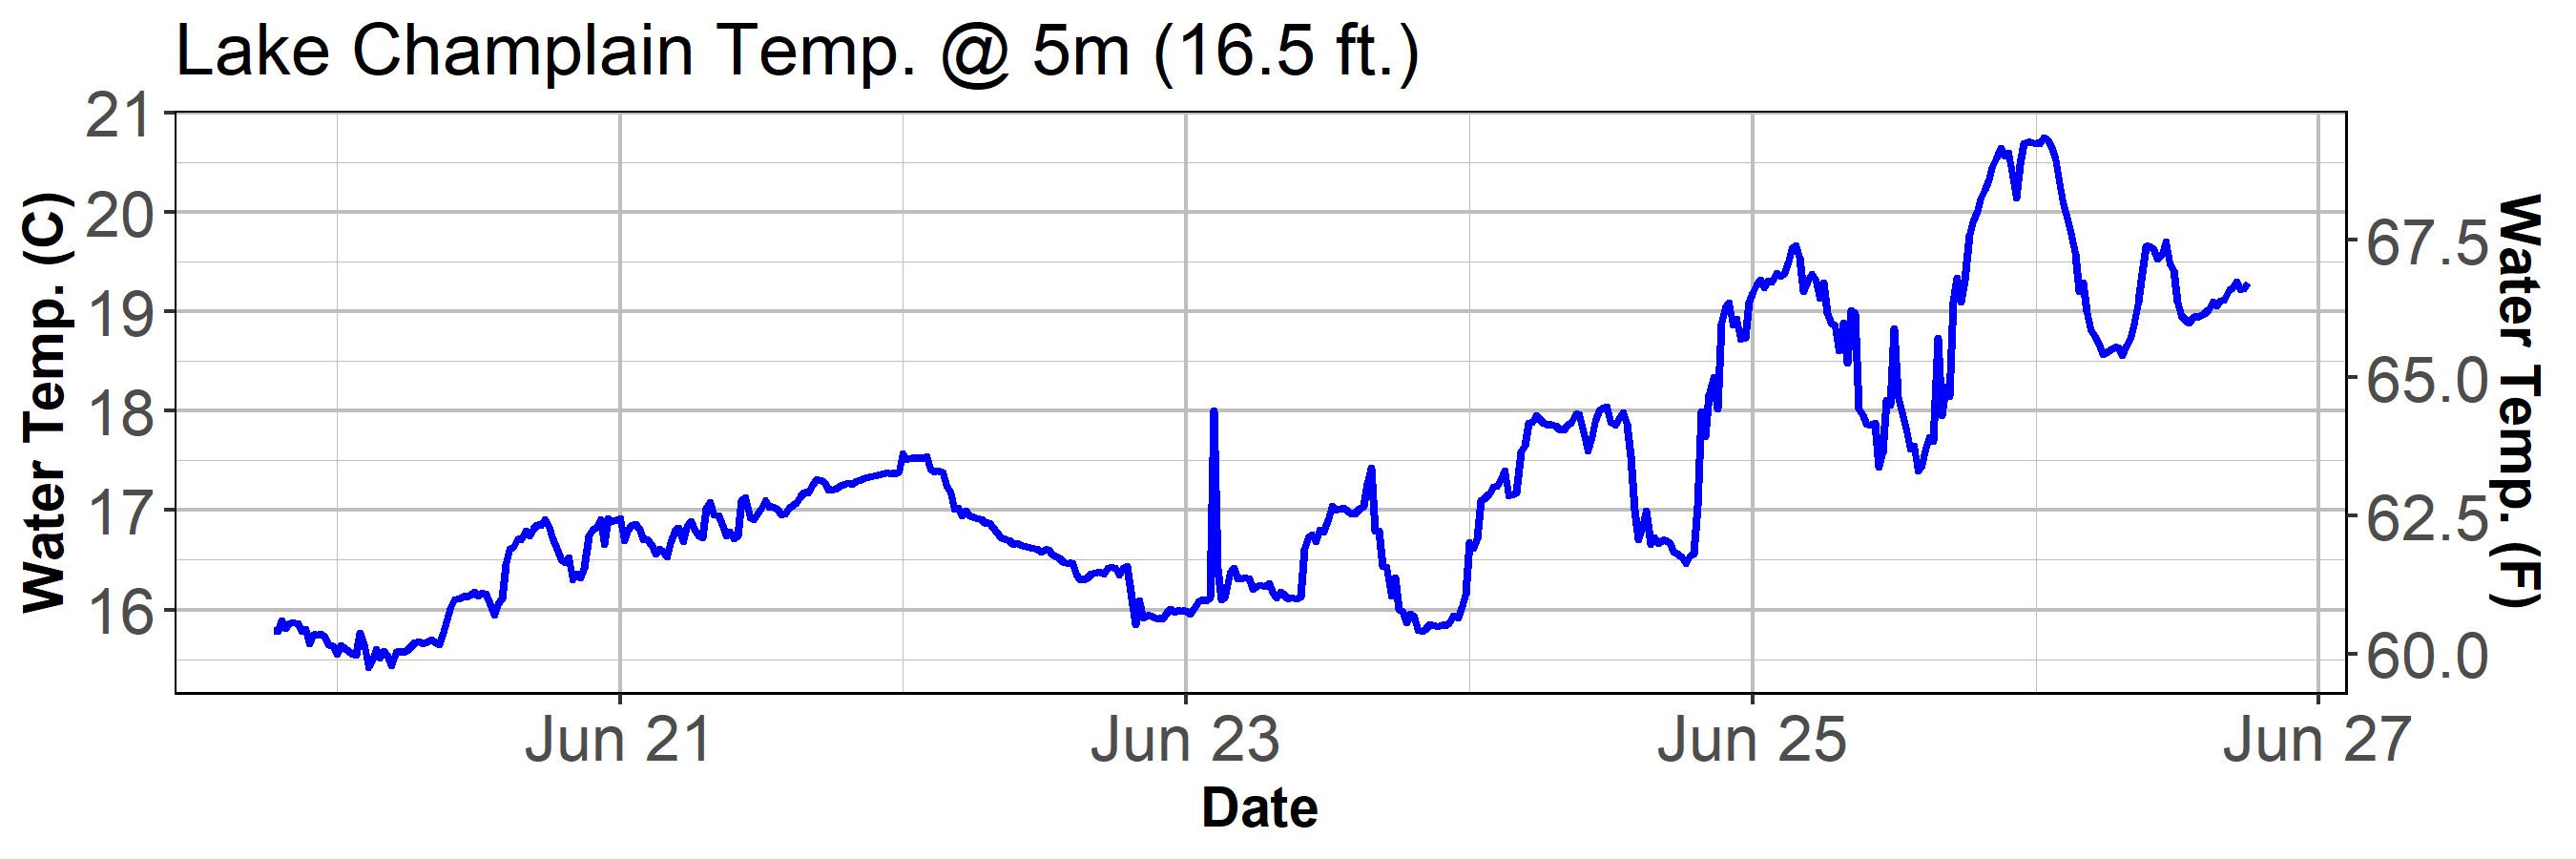 Lake Champlain Temp. @ 5m (16.5 ft.)
Water Temp. (C)
21
20
19
18
17
16
67.5
65.0
62.5
60.0
Water Temp. (F)
Jun 21
Jun 23
Jun 25
Jun 27
Date